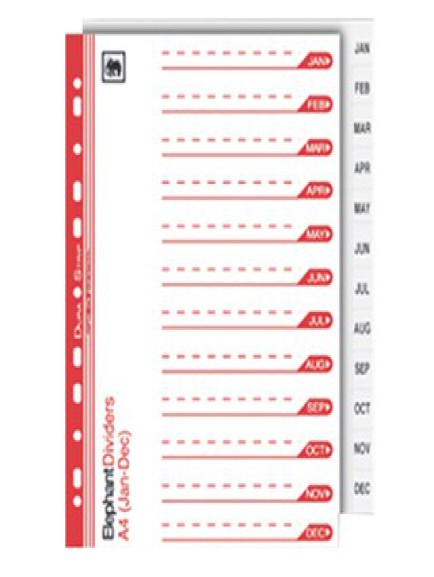 JAN
FEB
MAR
APR
MAY
JUN
JUL
AUG
SEP
OCT
NOV
DEC
JAN
FEB
MAR
APR
MAY
JUN
JUL
AUG
SEP
OCT
NOV
DEC
ElephantDividers
A4 (Jan-Dec)